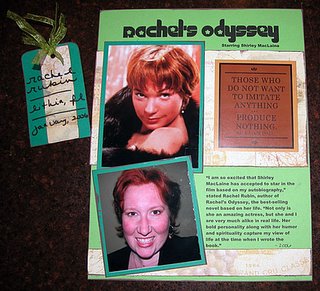 Rachel's Odyssey
Starring Shirley MacLaine
rachel
rubin
january, 2006
THOSE WHO
DO NOT WANT
TO IMITATE
ANYTHING
PRODUCE
NOTHING.
"I am so excited that Shirley
MacLaine has accepted to star in the
film based on my autobiography,"
stated Rachel Rubin, author of
Rachel's Odyssey, the best-selling
novel based on her life. "Not only is
she an amazing actress, but she and I
are very much alike in real life. Her
bold personality along with her humor
and spirituality capture my view of
life at the time when I wrote the
book."